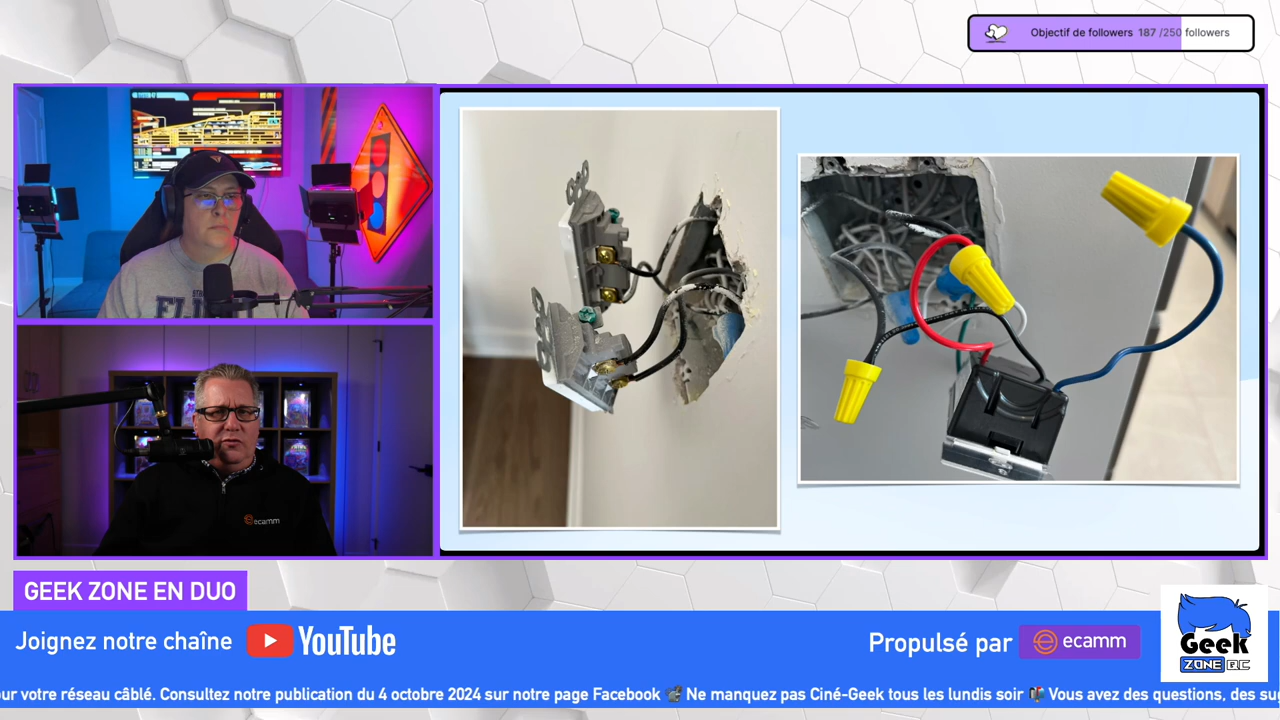 Objectif de followers 187 /250 followers
ecamm
GEEK ZONE EN DUO
Joignez notre chaîne YouTube
Propulsé par ecamm
Geek
ZONE QC
votre réseau câblé. Consultez notre publication du 4 octobre 2024 sur notre page Facebook Ne manquez pas Ciné-Geek tous les lundis soir Vous avez des questions, des